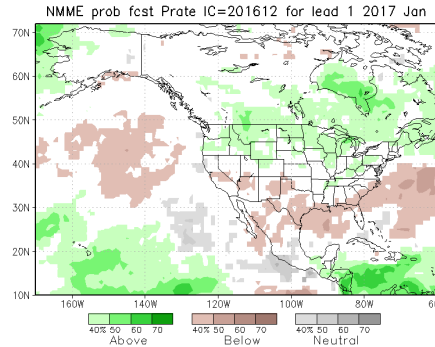 NMME prob fcst Prate IC=201612 for lead 1 2017 Jan
70N
60N
50N
40N
30N
20N
10N
160W 140W 120W 100W 80W 60
40% 50 60 70 40% 50 60 70 40% 50 60 70
Above Below Neutral